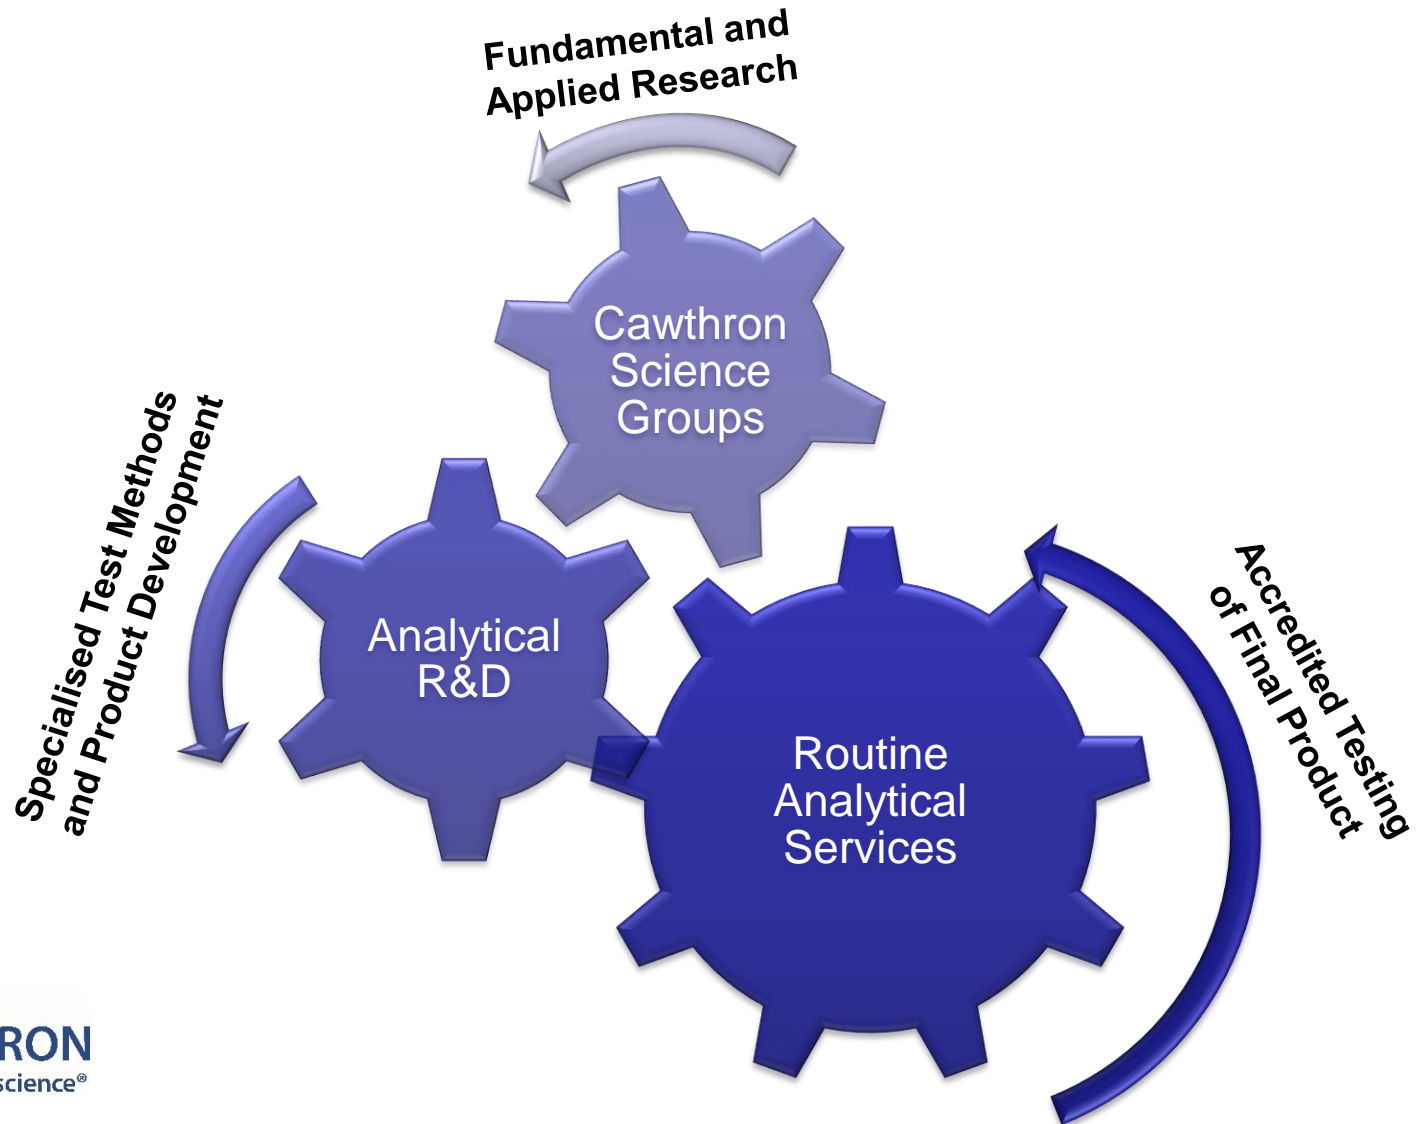 Fundamental and
Applied Research
Cawthron
Science
Groups
Specialised Test Methods
and Product Development
Analytical
R&D
Accredited Testing
of Final Product
Routine
Analytical
Services
RON
science®